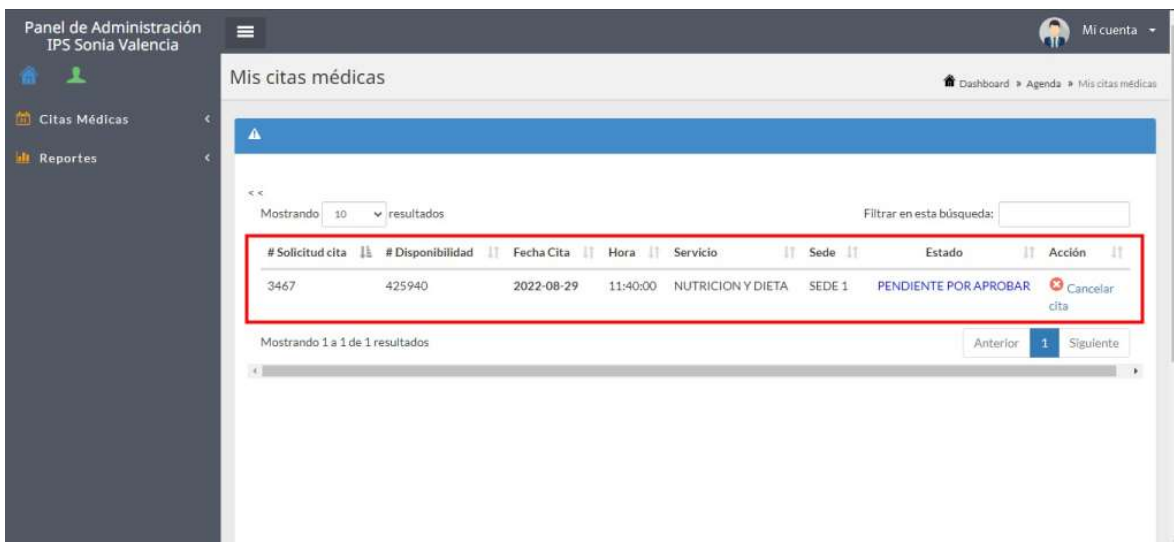 Panel de Administración
IPS Sonia Valencia
Mi cuenta
Mis citas médicas
Dashboard » Agenda » Mis citas médicas
Citas Médicas
Reportes
< <
Mostrando 10 resultados
Filtrar en esta búsqueda:
# Solicitud cita # Disponibilidad Fecha Cita Hora Servicio Sede Estado Acción
3467 425940 2022-08-29 11:40:00 NUTRICION Y DIETA SEDE 1 PENDIENTE POR APROBAR Cancelar
cita
Mostrando 1 a 1 de 1 resultados
Anterior 1 Siguiente